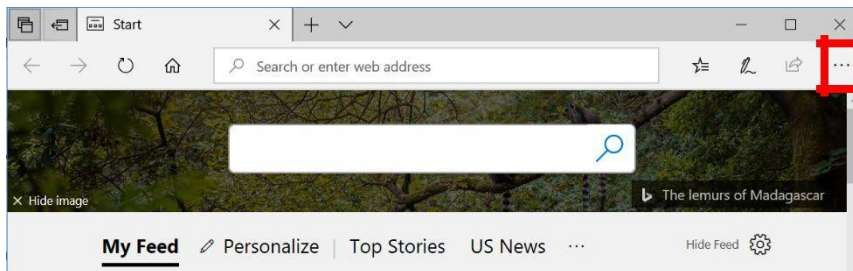 Start
Search or enter web address
Hide image
The lemurs of Madagascar
My Feed Personalize Top Stories US News ...
Hide Feed